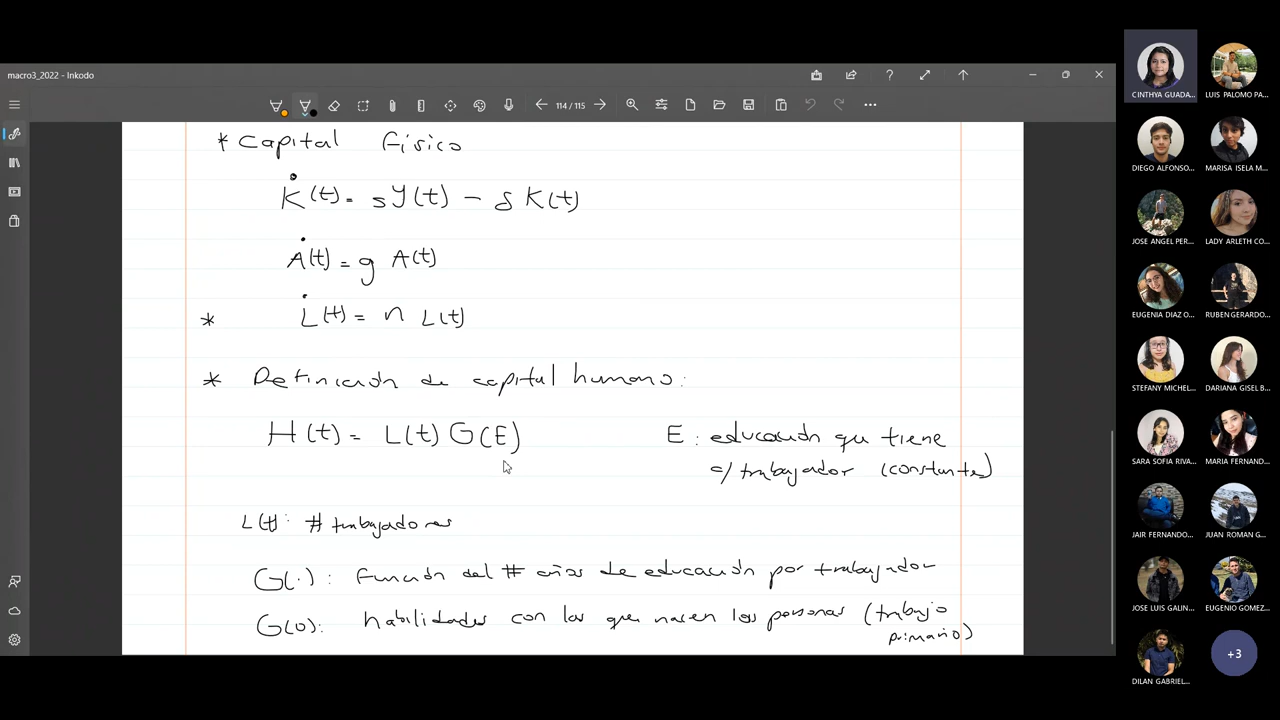 macro3_2022 - Inkodo
114 / 115
* Capital físico
K̇(t) = sY(t) - δ K(t)
Ȧ(t) = g A(t)
* L̇(t) = n L(t)
* Definición de capital humano:
H(t) = L(t) G(E)
E : educación que tiene
c/ trabajador (constantes)
L(t): # trabajadores
G(.): Función del # años de educación por trabajador
G(0): habilidades con las que nacen las personas (trabajo
primario)
CINTHYA GUADA...
LUIS PALOMO PA...
DIEGO ALFONSO...
MARISA ISELA M...
JOSE ANGEL PER...
LADY ARLETH CO...
EUGENIA DIAZ O...
RUBEN GERARDO...
STEFANY MICHEL...
DARIANA GISEL B...
SARA SOFIA RIVA...
MARIA FERNAND...
JAIR FERNANDO...
JUAN ROMAN G...
JOSE LUIS GALIN...
EUGENIO GOMEZ...
DILAN GABRIEL...
+3